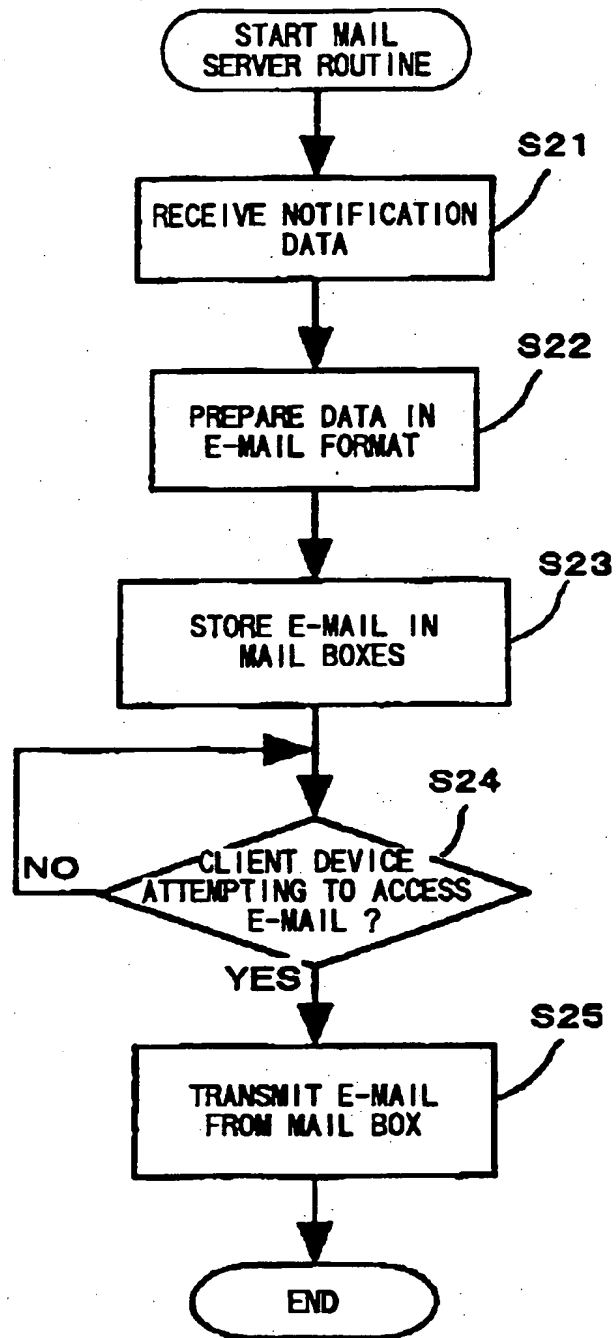 START MAIL
SERVER ROUTINE
S21
RECEIVE NOTIFICATION
DATA
S22
PREPARE DATA IN
E-MAIL FORMAT
S23
STORE E-MAIL IN
MAIL BOXES
S24
CLIENT DEVICE
ATTEMPTING TO ACCESS
E-MAIL ?
NO
YES
S25
TRANSMIT E-MAIL
FROM MAIL BOX
END